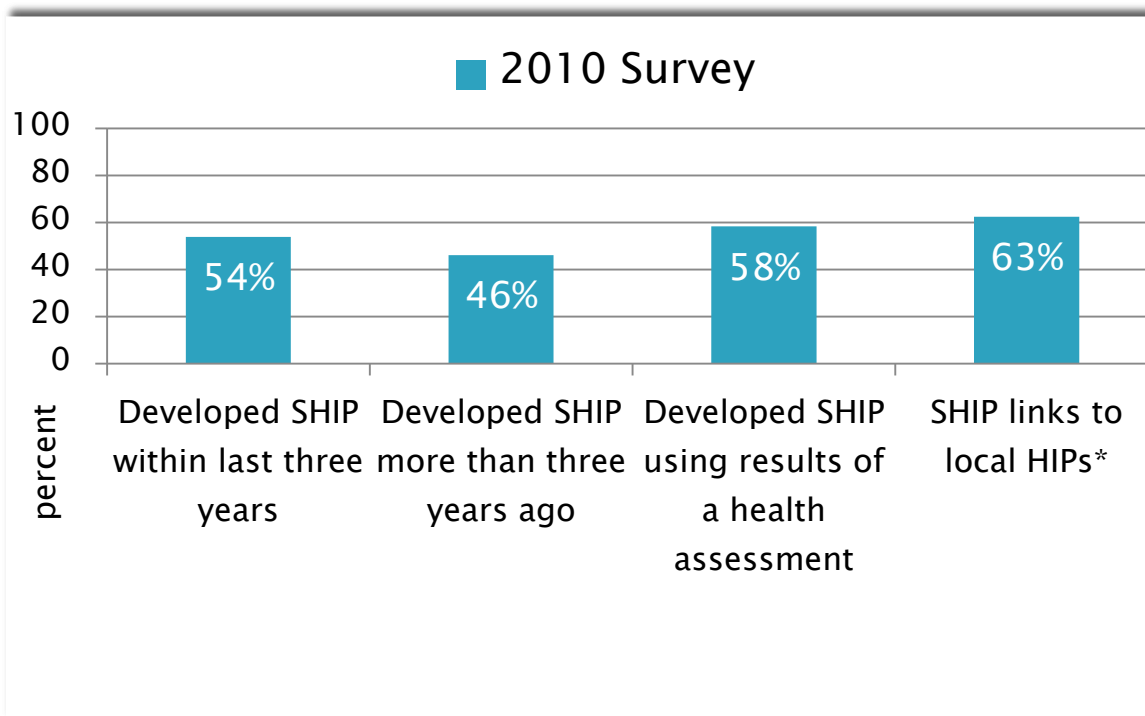 2010 Survey
100
80
60
40
20
0
percent
54%
46%
58%
63%
Developed SHIP
within last three
years
Developed SHIP
more than three
years ago
Developed SHIP
using results of
a health
assessment
SHIP links to
local HIPs*